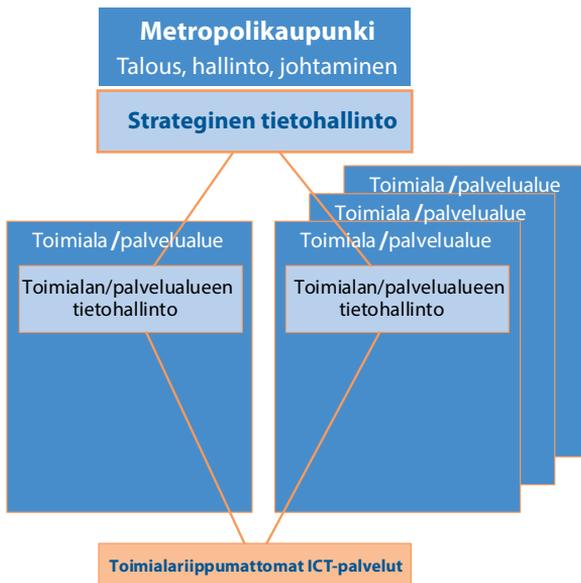 Metropolikaupunki
Talous, hallinto, johtaminen
Strateginen tietohallinto
Toimiala /palvelualue
Toimiala /palvelualue
Toimiala /palvelualue
Toimiala /palvelualue
Toimialan/palvelualueen
tietohallinto
Toimialan/palvelualueen
tietohallinto
Toimialariippumattomat ICT-palvelut